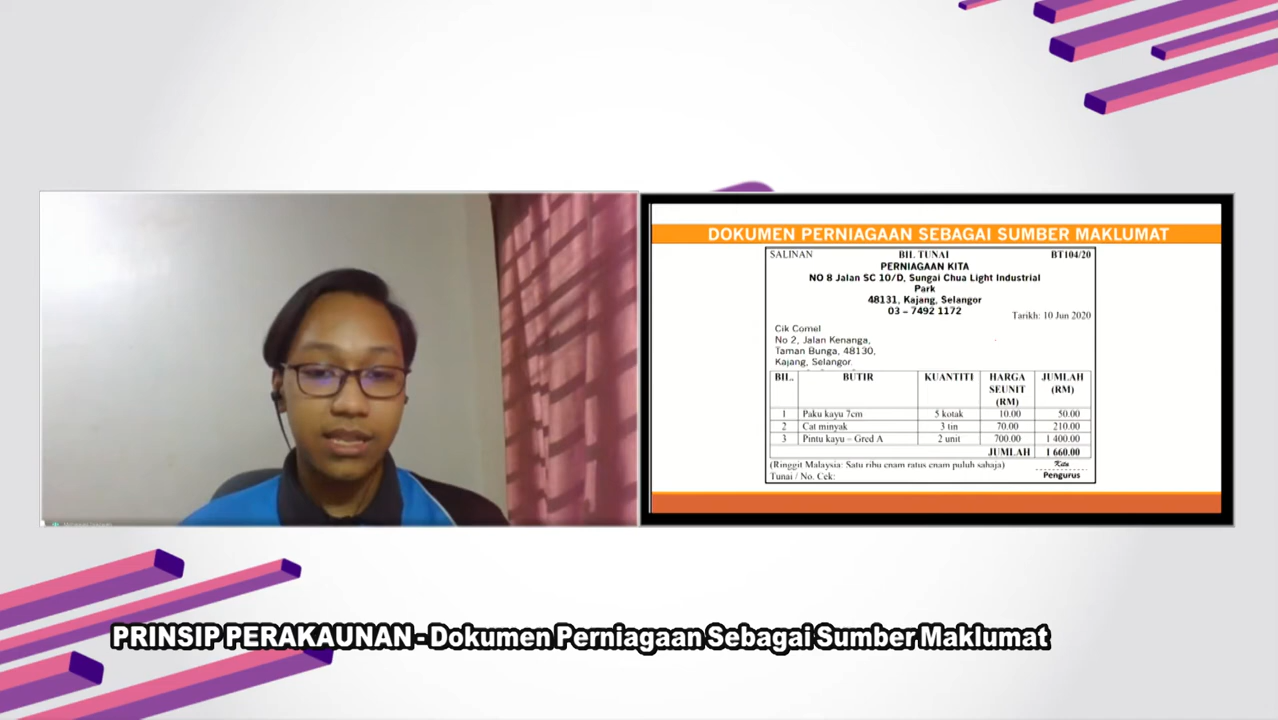 DOKUMEN PERNIAGAAN SEBAGAI SUMBER MAKLUMAT
SALINAN BIL TUNAI BT104/20
PERNIAGAAN KITA
NO 8 Jalan SC 10/D, Sungai Chua Light Industrial
Park
48131, Kajang, Selangor
03 – 7492 1172
Tarikh: 10 Jun 2020
Cik Comel
No 2, Jalan Kenanga,
Taman Bunga, 48130,
Kajang, Selangor
BIL. BUTIR KUANTITI HARGA SEUNIT (RM) JUMLAH (RM)
1 Paku kayu 7cm 5 kotak 10.00 50.00
2 Cat minyak 3 tin 70.00 210.00
3 Pintu kayu – Gred A 2 unit 700.00 1 400.00
JUMLAH 1 660.00
(Ringgit Malaysia: Satu ribu enam ratus enam puluh sahaja) Kita
Tunai / No. Cek: Pengurus
PRINSIP PERAKAUNAN - Dokumen Perniagaan Sebagai Sumber Maklumat